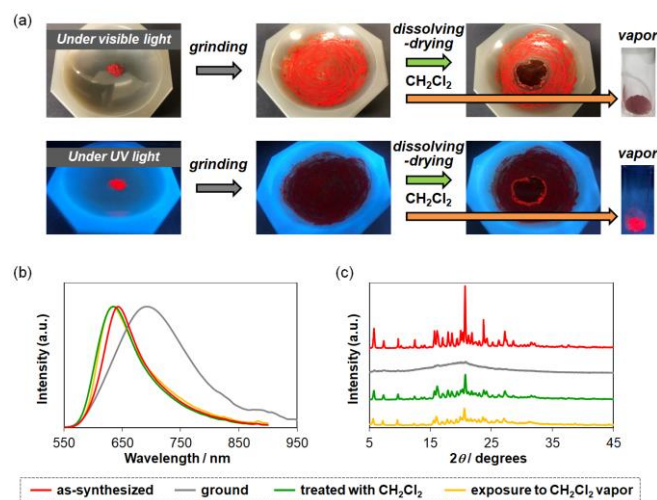 (a)
Under visible light
grinding
dissolving
-drying
CH₂Cl₂
vapor
Under UV light
grinding
dissolving
-drying
CH₂Cl₂
vapor
(b)
(c)
Intensity (a.u.)
550 650 750 850 950
Wavelength / nm
Intensity (a.u.)
5 15 25 35 45
2θ / degrees
as-synthesized ground treated with CH₂Cl₂ exposure to CH₂Cl₂ vapor